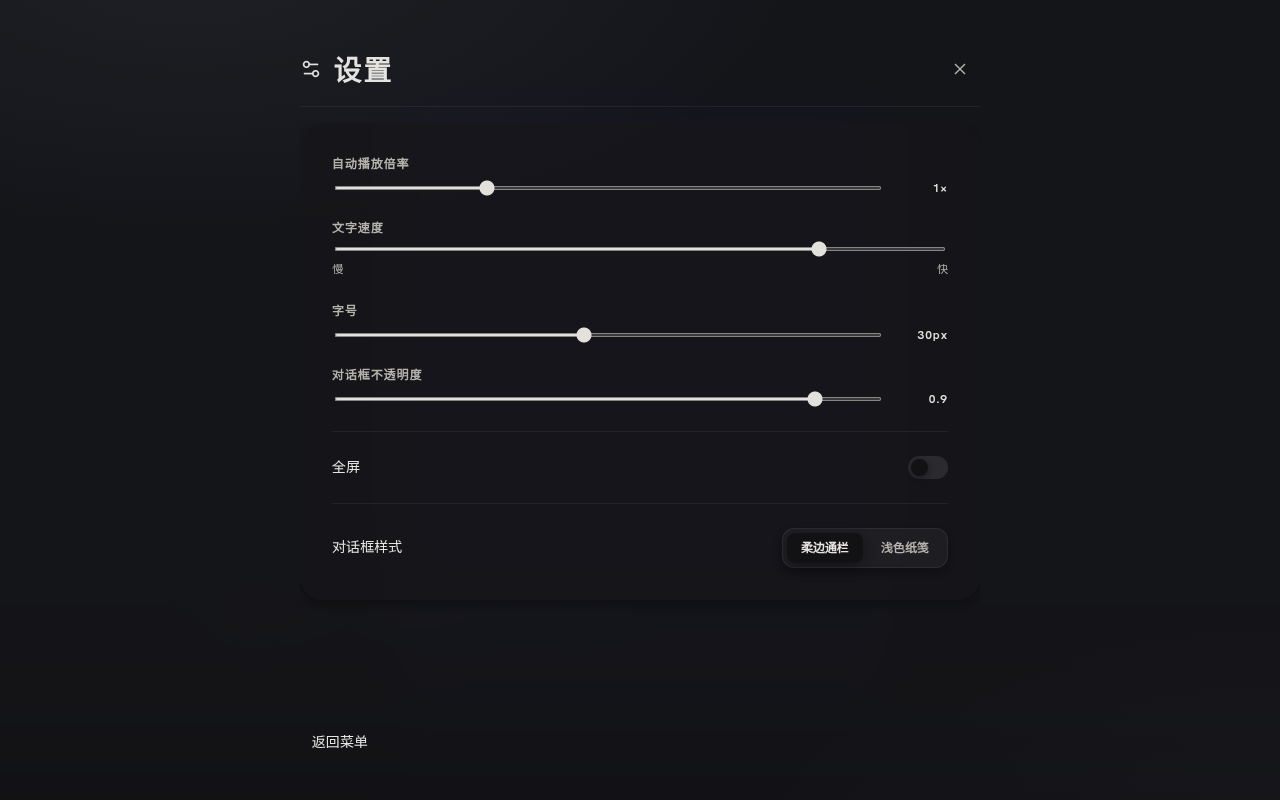 设置
自动播放倍率
1×
文字速度
慢
快
字号
30px
对话框不透明度
0.9
全屏
对话框样式
柔边通栏
浅色纸笺
返回菜单